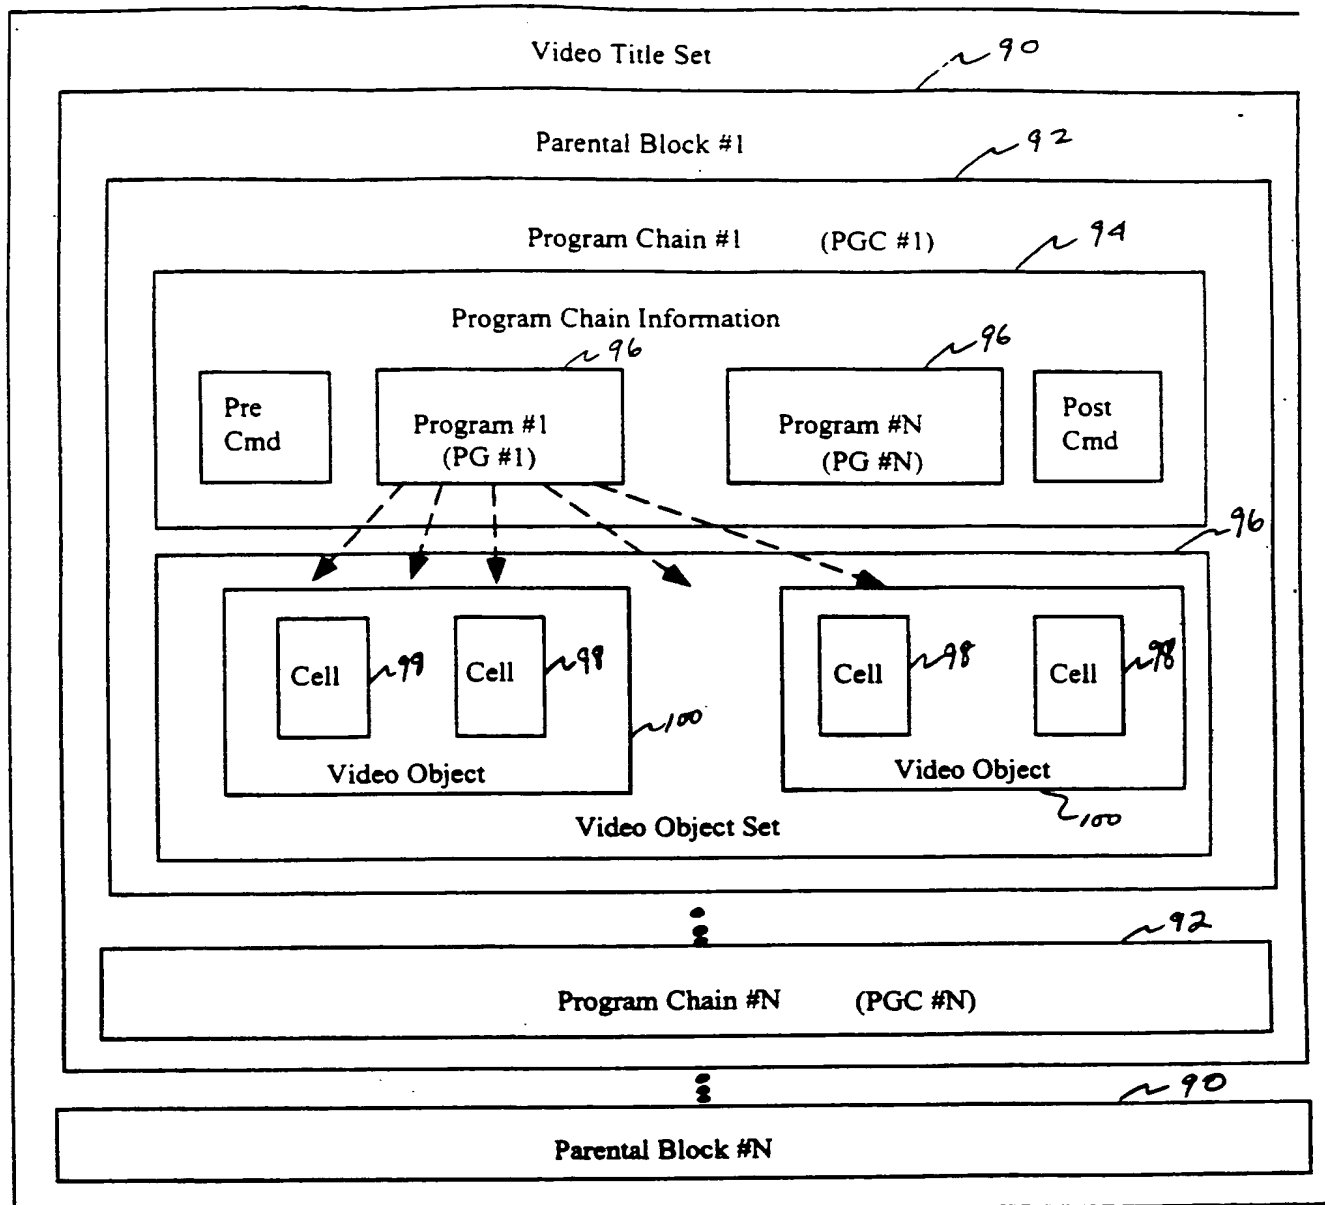 Video Title Set
90
Parental Block #1
92
Program Chain #1 (PGC #1)
94
Program Chain Information
96
96
Pre
Cmd
Program #1
(PG #1)
Program #N
(PG #N)
Post
Cmd
96
Cell
98
Cell
98
Cell
98
Cell
98
100
Video Object
Video Object
100
Video Object Set
92
Program Chain #N (PGC #N)
90
Parental Block #N